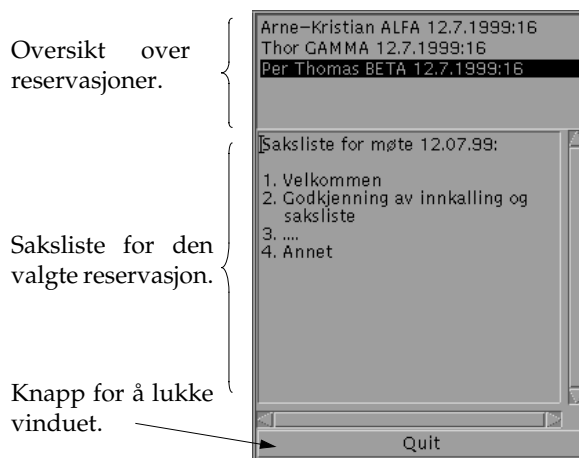 Oversikt over
reservasjoner.
Arne-Kristian ALFA 12.7.1999:16
Thor GAMMA 12.7.1999:16
Per Thomas BETA 12.7.1999:16
Saksliste for den
valgte reservasjon.
Saksliste for møte 12.07.99:
1. Velkommen
2. Godkjenning av innkalling og
saksliste
3. ....
4. Annet
Knapp for å lukke
vinduet.
Quit